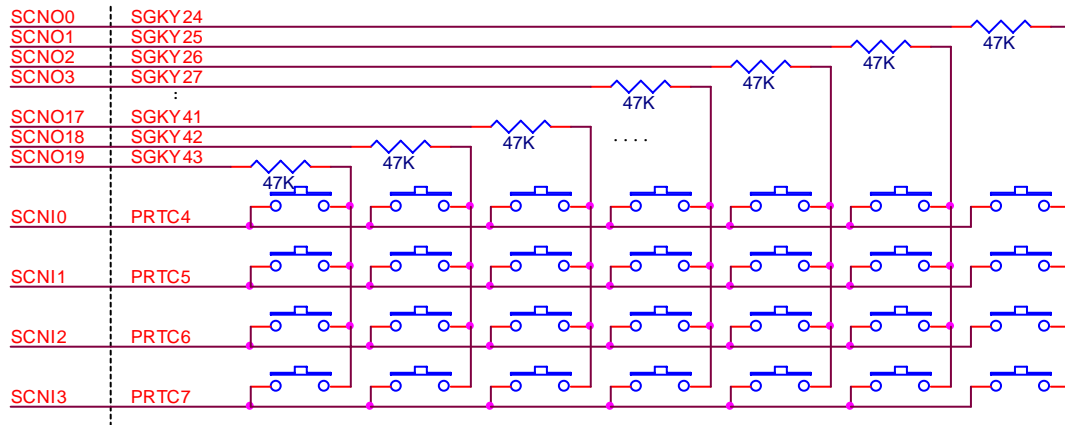 SCNO0 SGKY24
47K
SCNO1 SGKY25
47K
SCNO2 SGKY26
47K
SCNO3 SGKY27
47K
:
SCNO17 SGKY41
47K
....
SCNO18 SGKY42
47K
SCNO19 SGKY43
47K
SCNI0 PRTC4
SCNI1 PRTC5
SCNI2 PRTC6
SCNI3 PRTC7